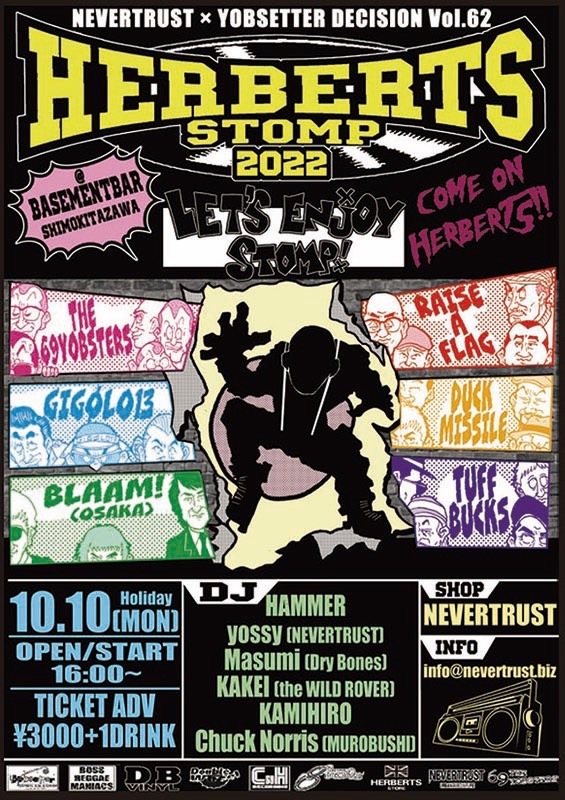 NEVERTRUST × YOBSETTER DECISION Vol.62
HERBERTS
STOMP
2022
@
BASEMENTBAR
SHIMOKITAZAWA
LET'S ENJOY
STOMP!
COME ON
HERBERTS!!
THE
69YOBSTERS
RAISE
A
FLAG
GIGOLO13
DUCK
MISSILE
BLAAM!
(OSAKA)
TUFF
BUCKS
10.10 Holiday
(MON)
OPEN/START
16:00~
TICKET ADV
¥3000+1DRINK
DJ
HAMMER
yossy (NEVERTRUST)
Masumi (Dry Bones)
KAKEI (the WILD ROVER)
KAMIHIRO
Chuck Norris (MUROBUSHI)
SHOP
NEVERTRUST
INFO
info@nevertrust.biz
BOSS
REGGAE
MANIACS
DB
VINYL
HERBERTS
STORE
NEVERTRUST
69